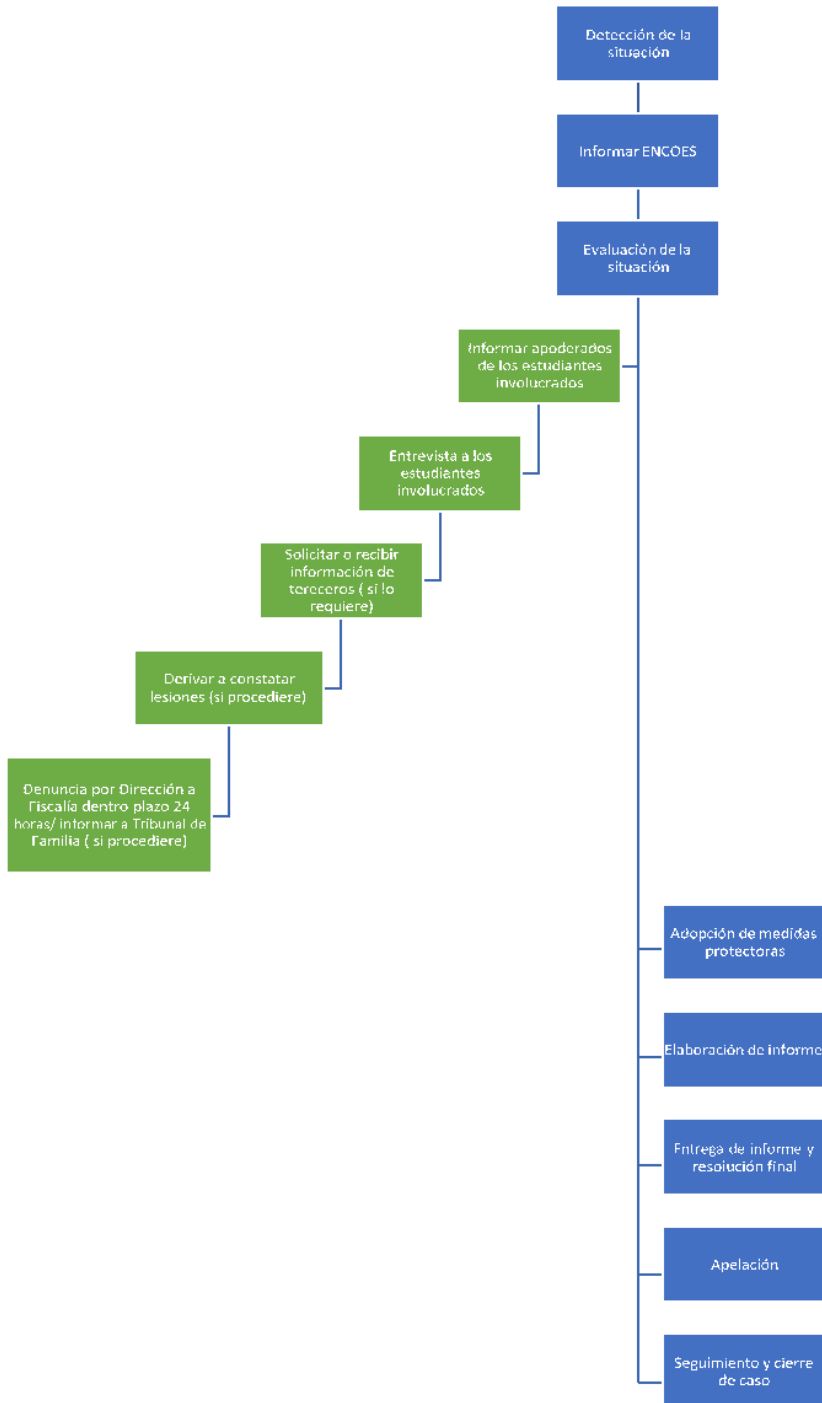 Detección de la
situación
Informar ENCOES
Evaluación de la
situación
Informar apoderados
de los estudiantes
involucrados
Entrevista a los
estudiantes
involucrados
Solicitar o recibir
información de
tereceros ( si lo
requiere)
Derivar a constatar
lesiones (si procediere)
Denuncia por Dirección a
Fiscalía dentro plazo 24
horas/ informar a Tribunal de
Familia ( si procediere)
Adopción de medidas
protectoras
Elaboración de informe
Entrega de informe y
resolución final
Apelación
Seguimiento y cierre
de caso